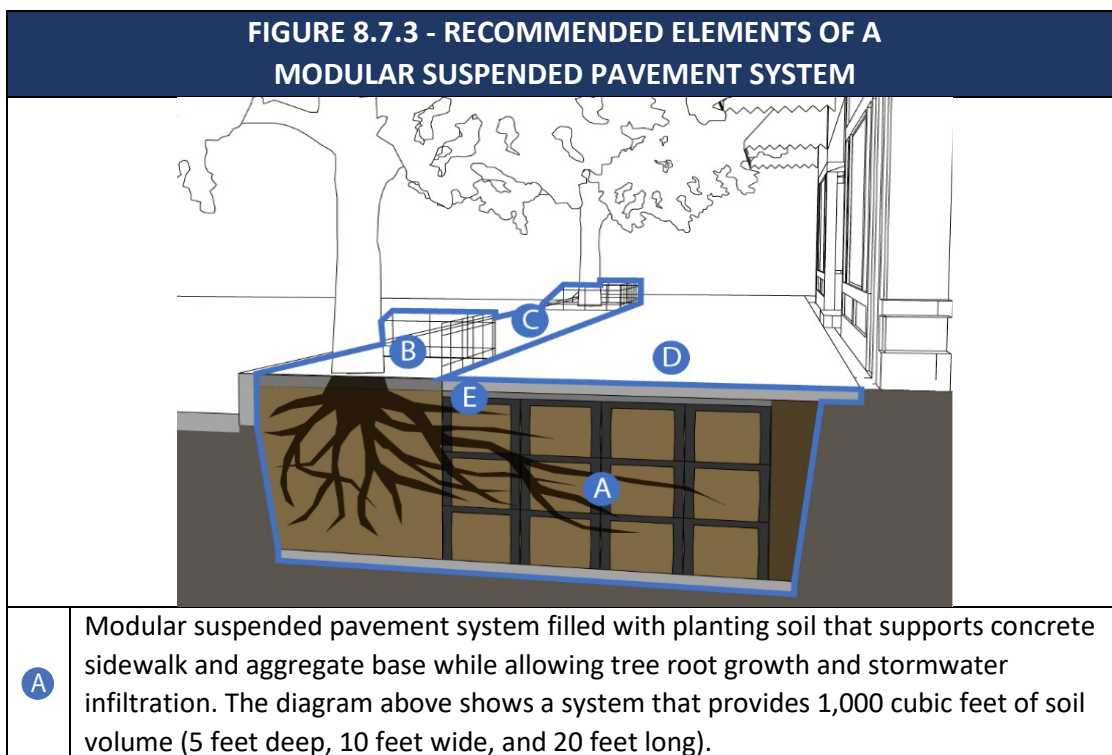 FIGURE 8.7.3 - RECOMMENDED ELEMENTS OF A
MODULAR SUSPENDED PAVEMENT SYSTEM
C
B
D
E
A
A
Modular suspended pavement system filled with planting soil that supports concrete
sidewalk and aggregate base while allowing tree root growth and stormwater
infiltration. The diagram above shows a system that provides 1,000 cubic feet of soil
volume (5 feet deep, 10 feet wide, and 20 feet long).